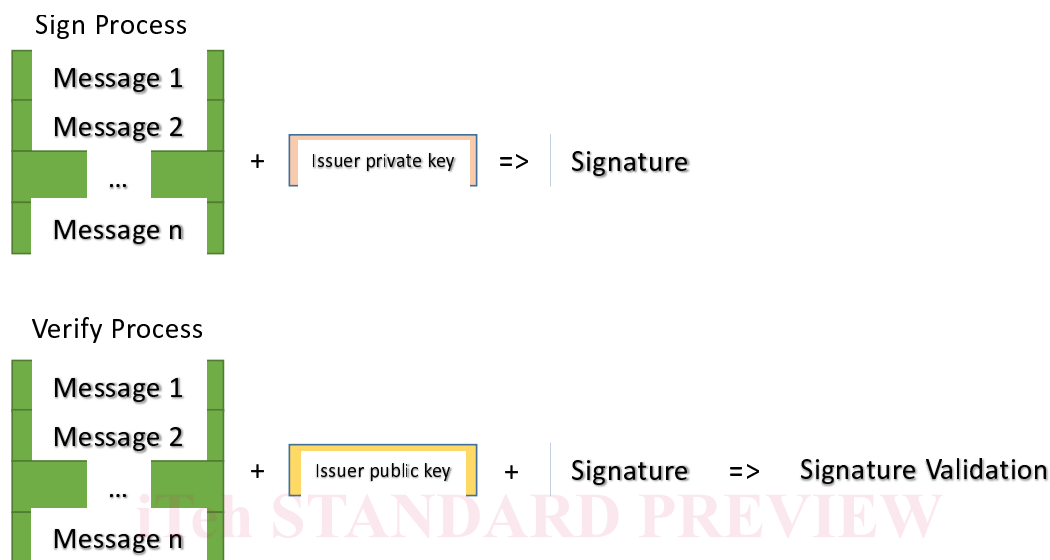 Sign Process
Message 1
Message 2
...
Message n
+ Issuer private key => Signature
Verify Process
Message 1
Message 2
...
Message n
+ Issuer public key + Signature => Signature Validation
iTeh STANDARD PREVIEW